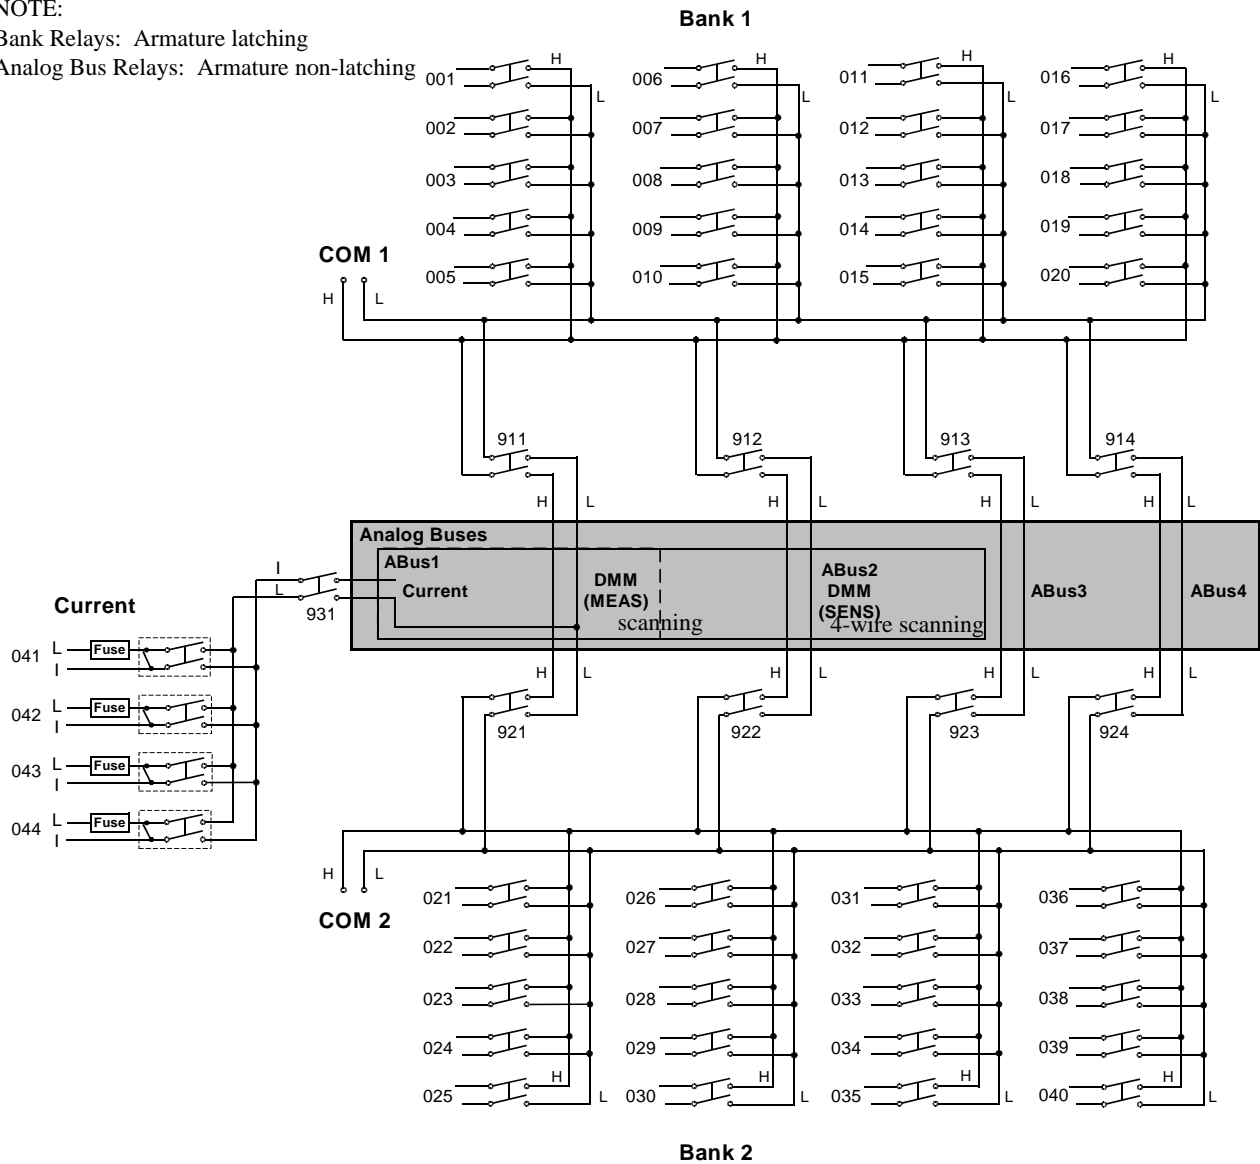 NOTE:
Bank Relays: Armature latching
Analog Bus Relays: Armature non-latching
Bank 1
001 H L 006 H L 011 H L 016 H L
002 007 012 017
003 008 013 018
004 009 014 019
005 010 015 020
COM 1
H L
911 912 913 914
H L H L H L H L
Analog Buses
ABus1
Current
DMM
(MEAS)
scanning
ABus2
DMM
(SENS)
4-wire scanning
ABus3
ABus4
I
L
931
Current
041 L Fuse
I
042 L Fuse
I
043 L Fuse
I
044 L Fuse
I
H L H L H L H L
921 922 923 924
H L
COM 2
021 026 031 036
022 027 032 037
023 028 033 038
024 029 034 039
025 H L 030 H L 035 H L 040 H L
Bank 2